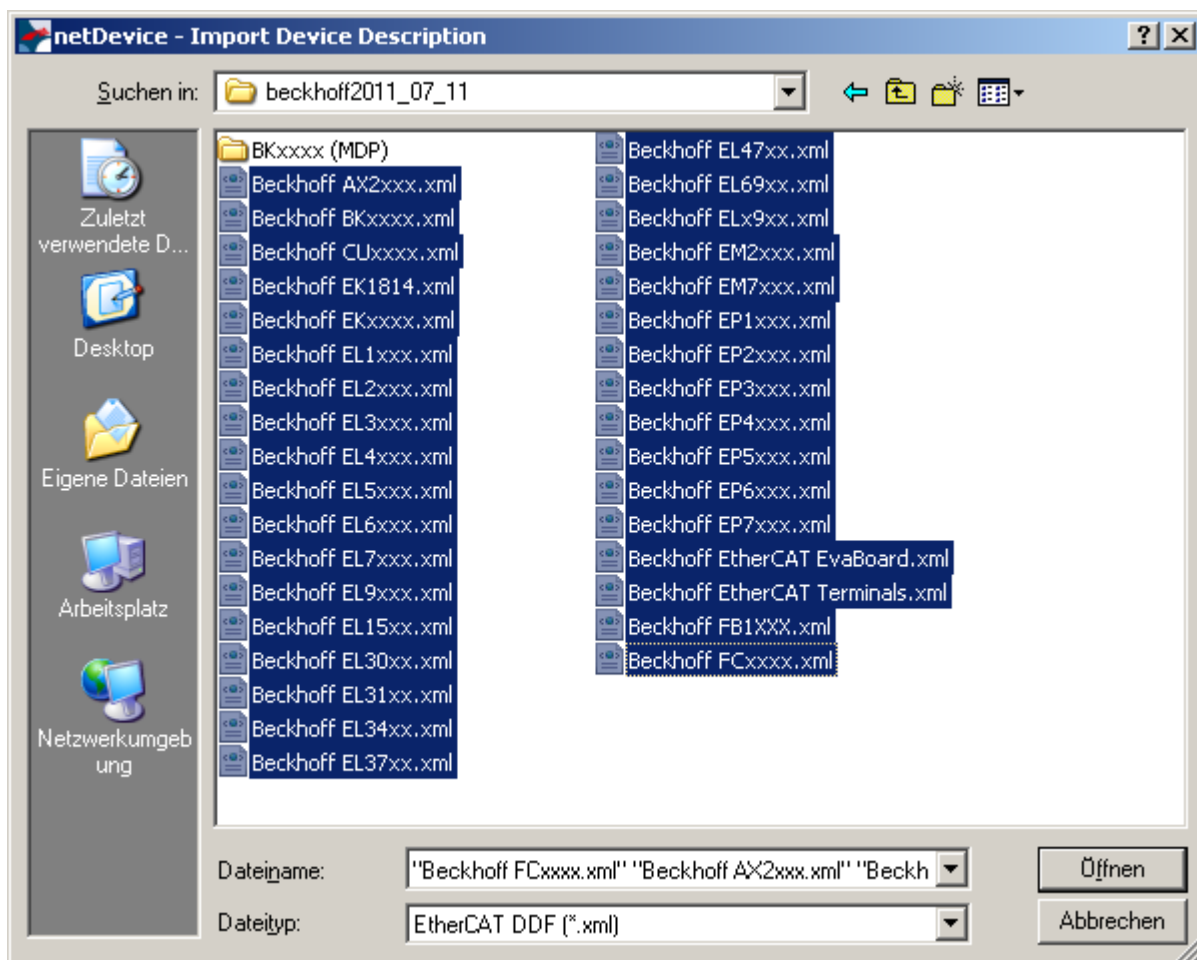 netDevice - Import Device Description
Suchen in:
beckhoff2011_07_11
Zuletzt
verwendete D...
Desktop
Eigene Dateien
Arbeitsplatz
Netzwerkumgeb
ung
BKxxxx (MDP)
Beckhoff AX2xxx.xml
Beckhoff BKxxxx.xml
Beckhoff CUxxxx.xml
Beckhoff EK1814.xml
Beckhoff EKxxxx.xml
Beckhoff EL1xxx.xml
Beckhoff EL2xxx.xml
Beckhoff EL3xxx.xml
Beckhoff EL4xxx.xml
Beckhoff EL5xxx.xml
Beckhoff EL6xxx.xml
Beckhoff EL7xxx.xml
Beckhoff EL9xxx.xml
Beckhoff EL15xx.xml
Beckhoff EL30xx.xml
Beckhoff EL31xx.xml
Beckhoff EL34xx.xml
Beckhoff EL37xx.xml
Beckhoff EL47xx.xml
Beckhoff EL69xx.xml
Beckhoff ELx9xx.xml
Beckhoff EM2xxx.xml
Beckhoff EM7xxx.xml
Beckhoff EP1xxx.xml
Beckhoff EP2xxx.xml
Beckhoff EP3xxx.xml
Beckhoff EP4xxx.xml
Beckhoff EP5xxx.xml
Beckhoff EP6xxx.xml
Beckhoff EP7xxx.xml
Beckhoff EtherCAT EvaBoard.xml
Beckhoff EtherCAT Terminals.xml
Beckhoff FB1XXX.xml
Beckhoff FCxxxx.xml
Dateiname:
"Beckhoff FCxxxx.xml" "Beckhoff AX2xxx.xml" "Beckh
Öffnen
Dateityp:
EtherCAT DDF (*.xml)
Abbrechen